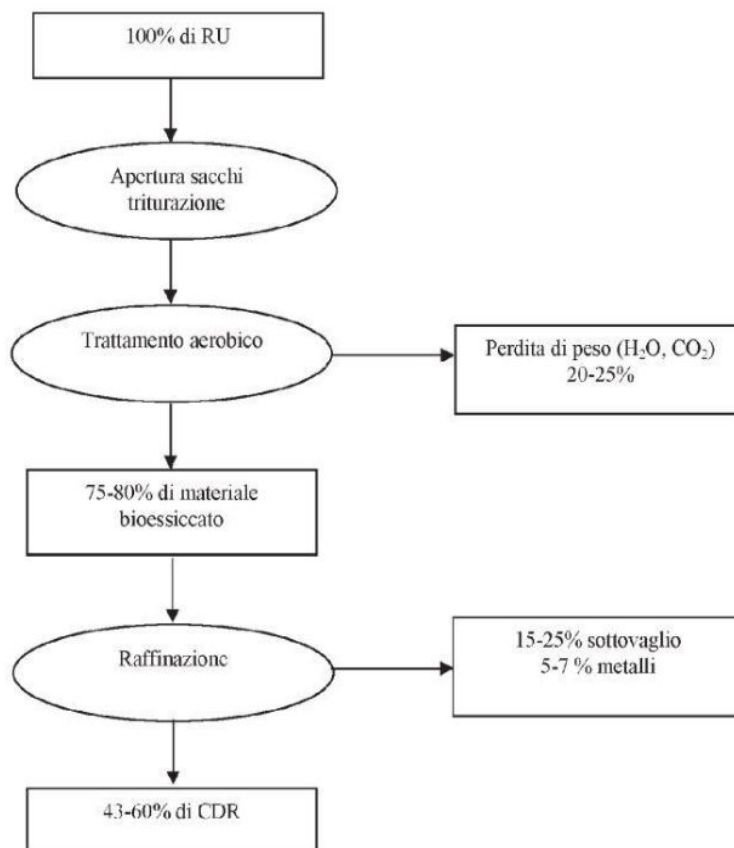 100% di RU
Apertura sacchi
triturazione
Trattamento aerobico
Perdita di peso (H₂O, CO₂)
20-25%
75-80% di materiale
bioessiccato
Raffinazione
15-25% sottovaglio
5-7 % metalli
43-60% di CDR